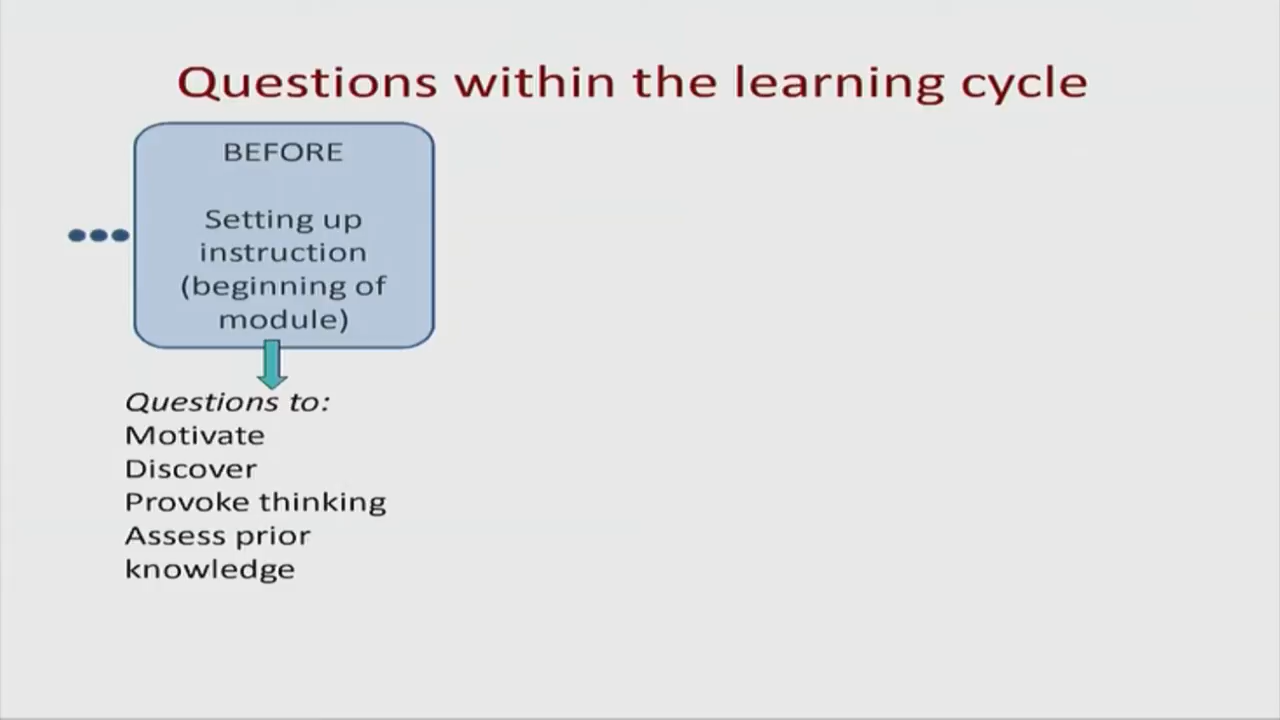 Questions within the learning cycle
BEFORE
Setting up
instruction
(beginning of
module)
Questions to:
Motivate
Discover
Provoke thinking
Assess prior
knowledge